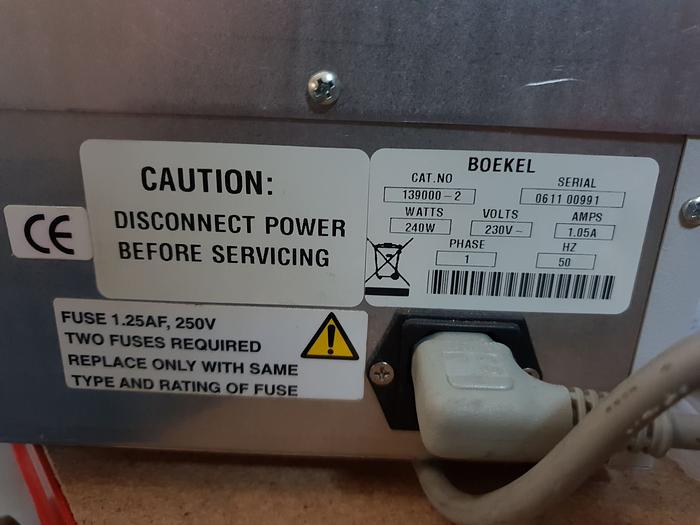 CAUTION:
DISCONNECT POWER
BEFORE SERVICING
CE
BOEKEL
CAT.NO SERIAL
139000-2 0611 00991
WATTS VOLTS AMPS
240W 230V~ 1.05A
PHASE HZ
1 50
FUSE 1.25AF, 250V
TWO FUSES REQUIRED
REPLACE ONLY WITH SAME
TYPE AND RATING OF FUSE